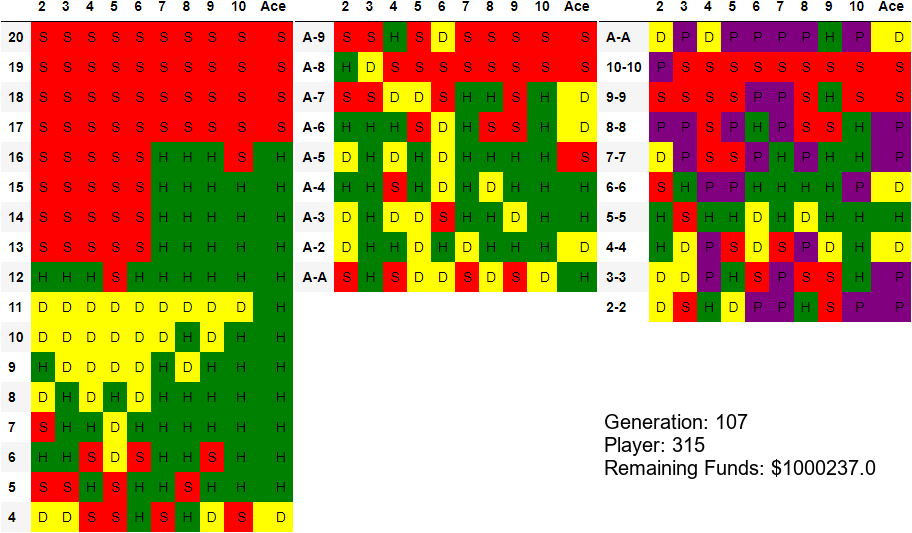 2 3 4 5 6 7 8 9 10 Ace
20 S S S S S S S S S S
19 S S S S S S S S S S
18 S S S S S S S S S S
17 S S S S S S S S S S
16 S S S S S H H H S H
15 S S S S S H H H H H
14 S S S S S H H H H H
13 S S S S S H H H H H
12 H H H S H H H H H H
11 D D D D D D D D D H
10 D D D D D D H D H H
9 H D D D D H D H H H
8 D H D H D H H H H H
7 S H H D H H H H H H
6 H H S D S H H S H H
5 S S H S H H S H H H
4 D D S S H S H D S D
2 3 4 5 6 7 8 9 10 Ace
A-9 S S H S D S S S S S
A-8 H D S S S S S S S S
A-7 S S D D S H H S H D
A-6 H H H S D H S S H D
A-5 D H D H D H H H H S
A-4 H H S H D H D H H H
A-3 D H D D S H H D H H
A-2 D H H D H D H H H D
A-A S H S D D S D S D H
2 3 4 5 6 7 8 9 10 Ace
A-A D P D P P P P H P D
10-10 P S S S S S S S S S
9-9 S S S S P P S H S S
8-8 P P S P H P S S H P
7-7 D P S S P H P H H P
6-6 S H P P H H H H P D
5-5 H S H H D H D H H H
4-4 H D P S D S P D H D
3-3 D D P H S P S S H P
2-2 D S H D P P H S P P
Generation: 107
Player: 315
Remaining Funds: $1000237.0